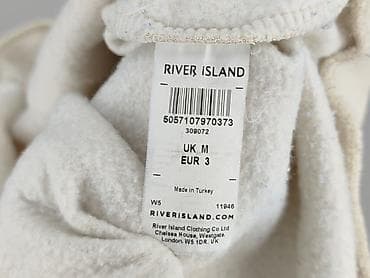 RIVER ISLAND
5057107970373
309072
UK M
EUR 3
Made in Turkey
W5 11946
RIVERISLAND.COM
River Island Clothing Co Ltd
Chelsea House, Westgate,
London. W5 1DR. UK